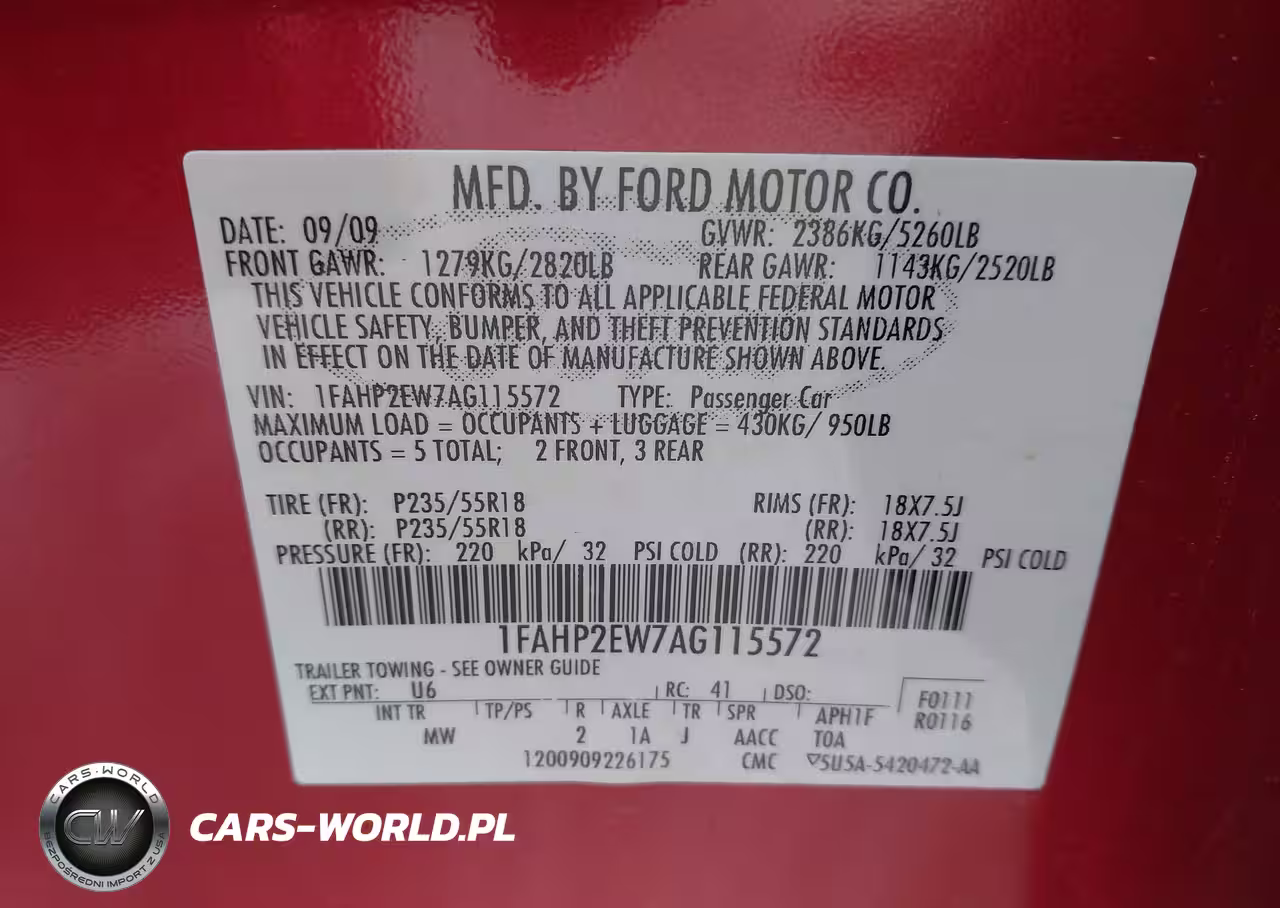 MFD. BY FORD MOTOR CO.
DATE: 09/09 GVWR: 2386KG/5260LB
FRONT GAWR: 1279KG/2820LB REAR GAWR: 1143KG/2520LB
THIS VEHICLE CONFORMS TO ALL APPLICABLE FEDERAL MOTOR
VEHICLE SAFETY, BUMPER, AND THEFT PREVENTION STANDARDS
IN EFFECT ON THE DATE OF MANUFACTURE SHOWN ABOVE.
VIN: 1FAHP2EW7AG115572 TYPE: Passenger Car
MAXIMUM LOAD = OCCUPANTS + LUGGAGE = 430KG/ 950LB
OCCUPANTS = 5 TOTAL; 2 FRONT, 3 REAR
TIRE (FR): P235/55R18 RIMS (FR): 18X7.5J
(RR): P235/55R18 (RR): 18X7.5J
PRESSURE (FR): 220 kPa/ 32 PSI COLD (RR): 220 kPa/ 32 PSI COLD
1FAHP2EW7AG115572
TRAILER TOWING - SEE OWNER GUIDE
EXT PNT: U6 RC: 41 DSO: F0111
INT TR TP/PS R AXLE TR SPR APH1F R0116
MW 2 1A J AACC T0A
1200909226175 CMC ▽5U5A-5420472-AA
CARS-WORLD
CW
BEZPOŚREDNI IMPORT Z USA
CARS-WORLD.PL